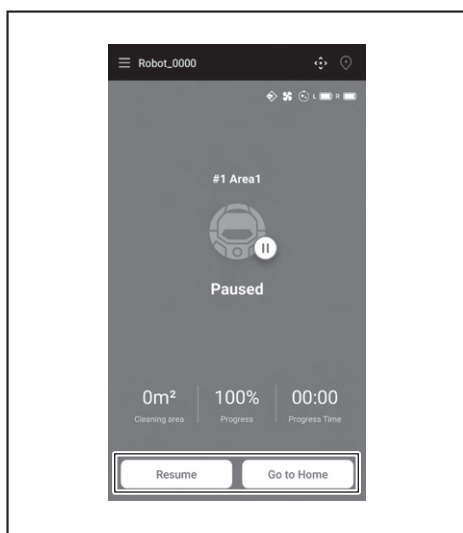 Robot_0000
L R
#1 Area1
Paused
0m² 100% 00:00
Cleaning area Progress Progress Time
Resume Go to Home